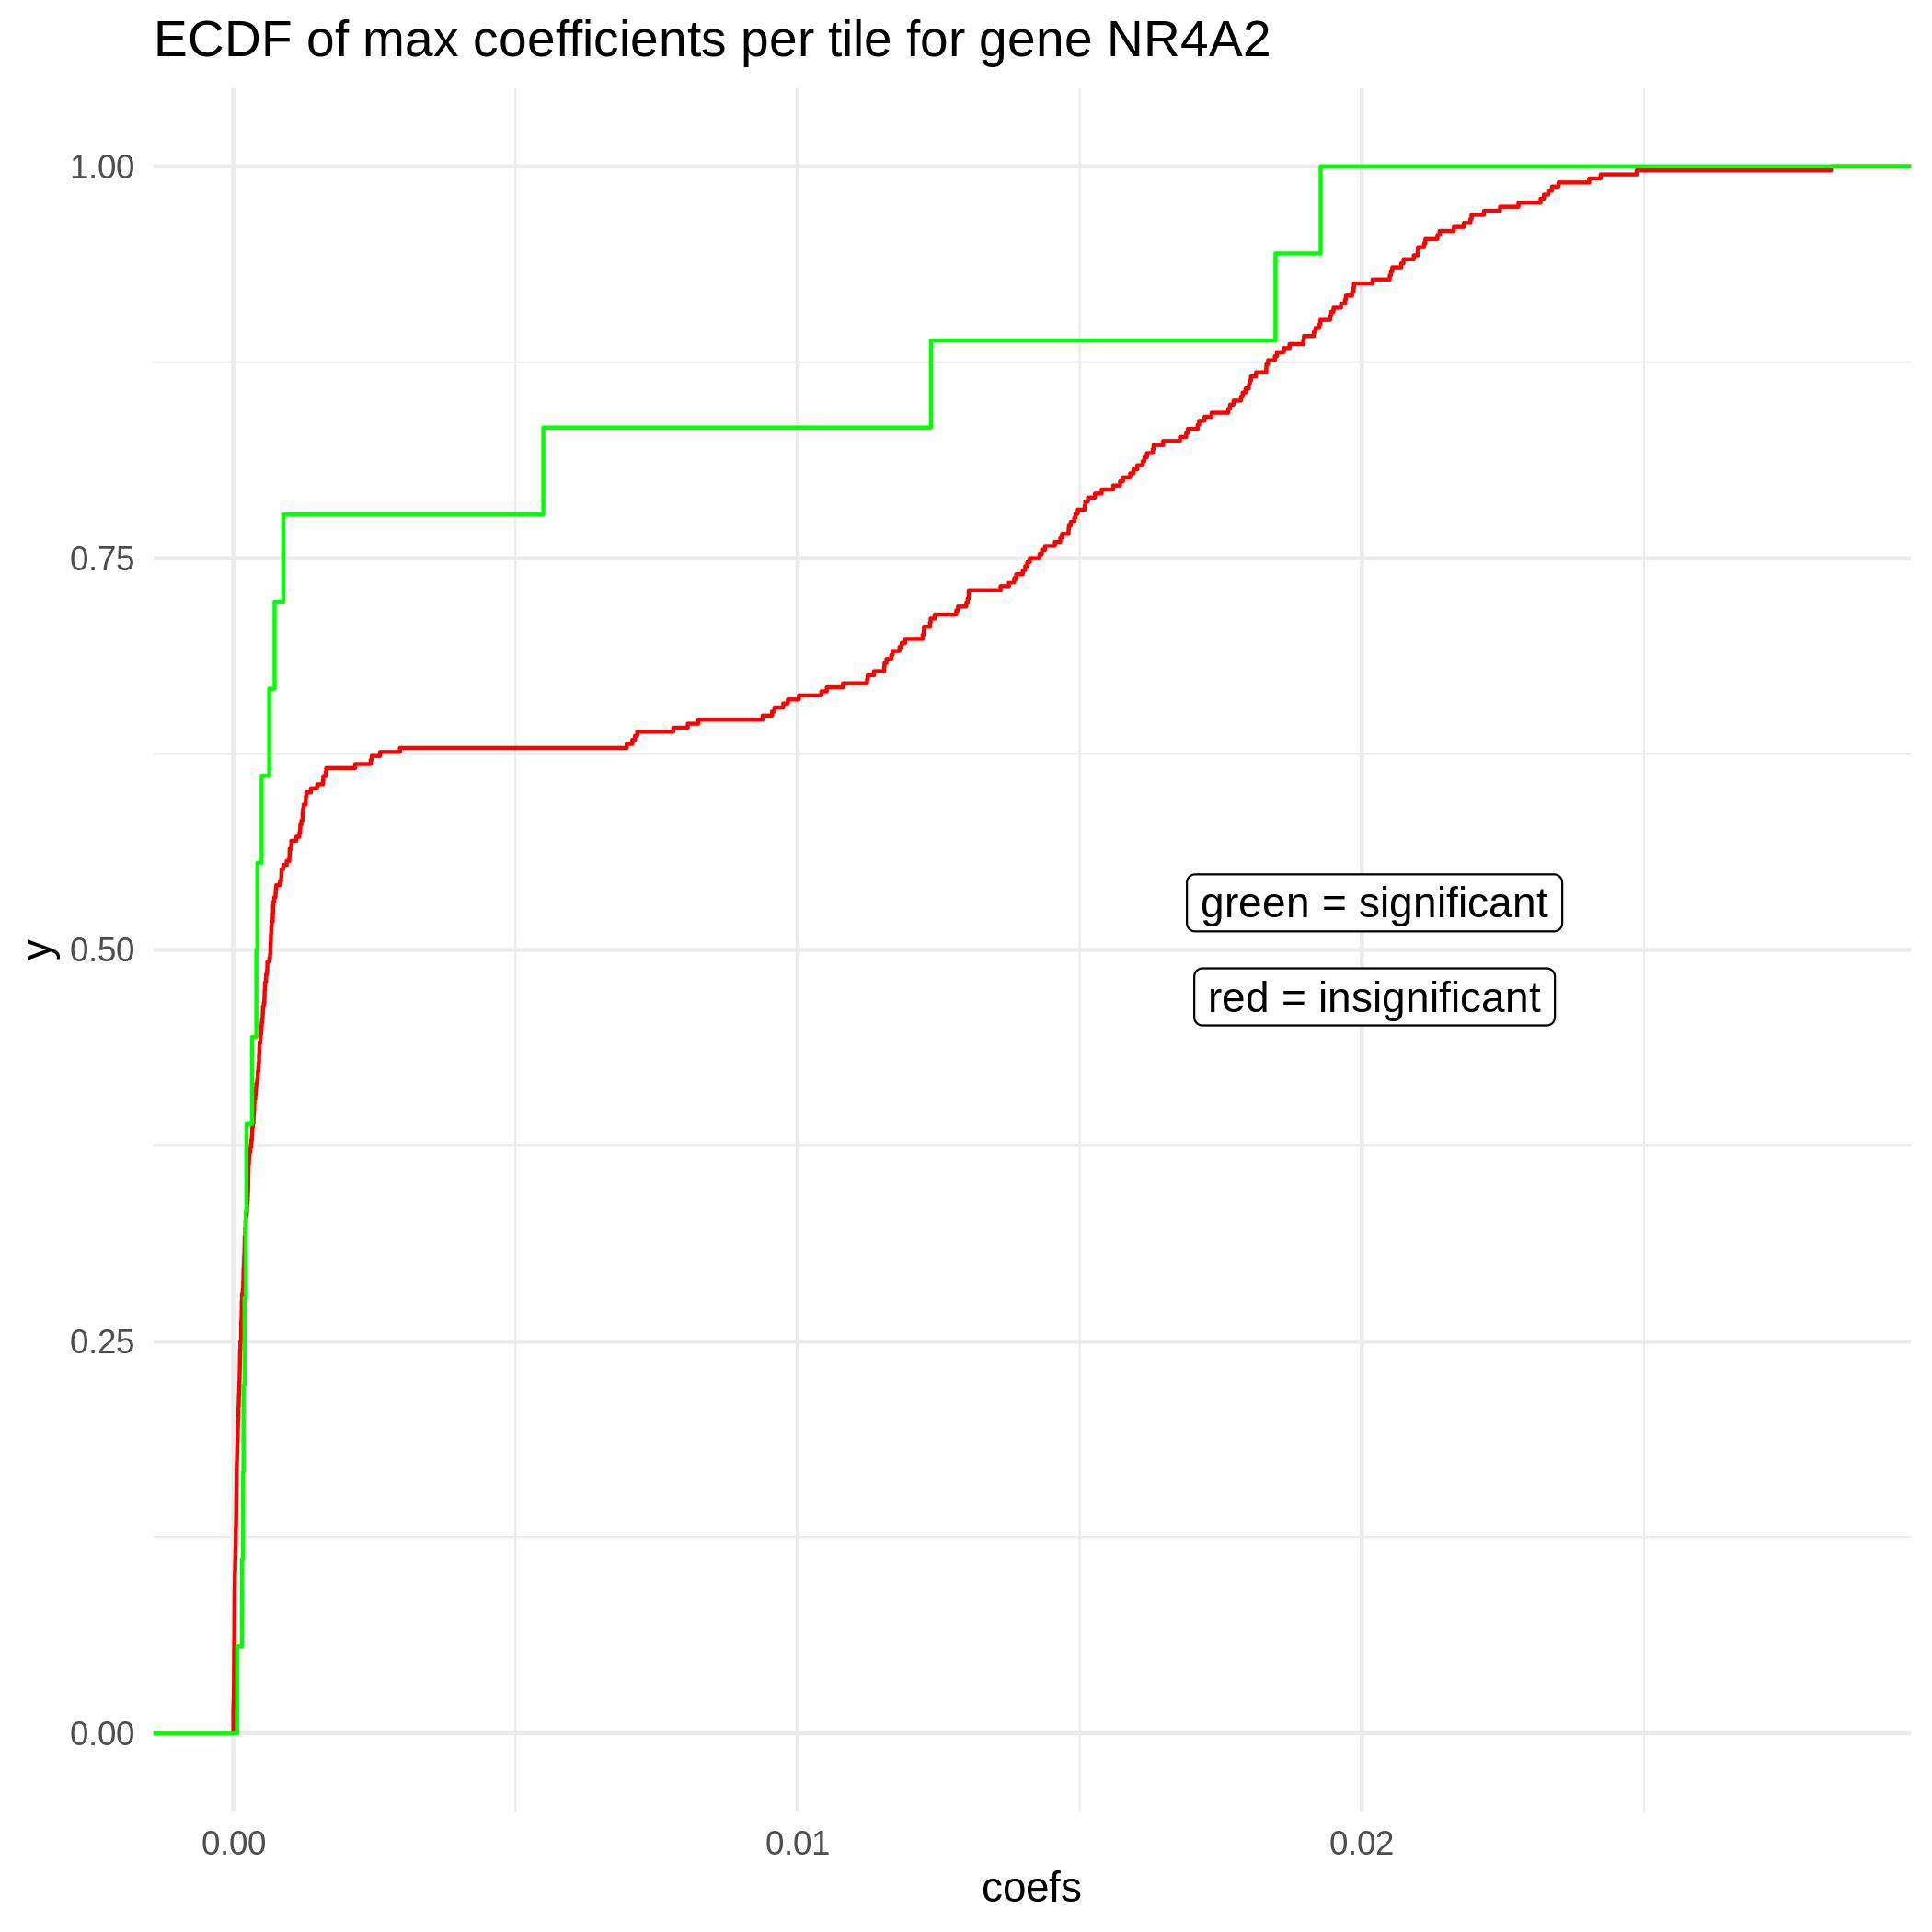 ECDF of max coefficients per tile for gene NR4A2
1.00
0.75
green = significant
y
0.50
red = insignificant
0.25
0.00
0.00
0.01
0.02
coefs